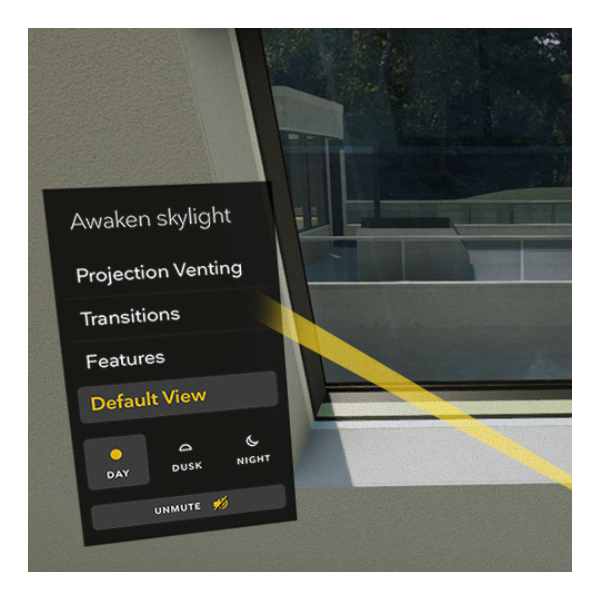 Awaken skylight
Projection Venting
Transitions
Features
Default View
DAY
DUSK
NIGHT
UNMUTE